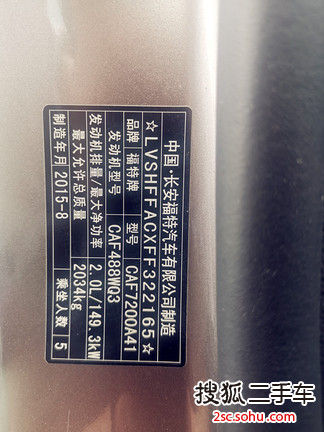 中国·长安福特汽车有限公司制造
☆LVSHFFACXFF322165☆
品牌 福特牌 型号 CAF7200A41
发动机型号 CAF488WQ3
发动机排量/最大净功率 2.0L/149.3kW
最大允许总质量 2034kg
制造年月 2015-8 乘坐人数 5
搜狐二手车
2sc.sohu.com